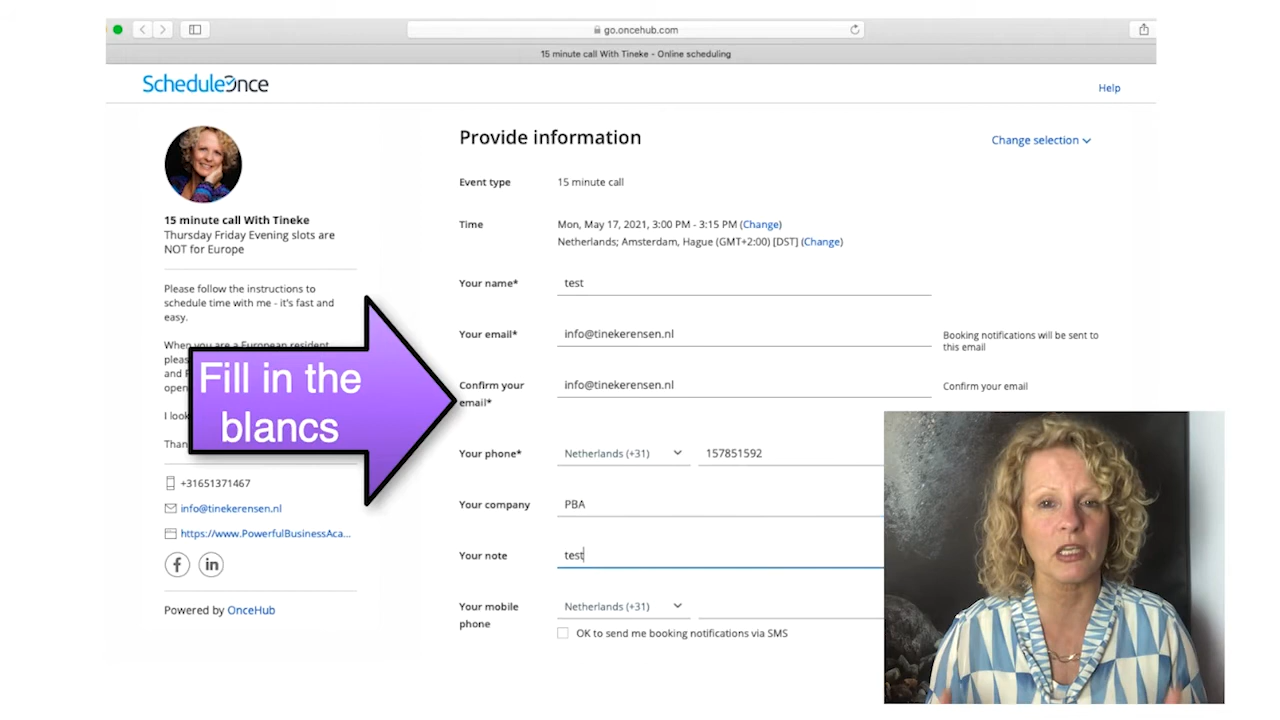 go.oncehub.com
15 minute call With Tineke - Online scheduling
ScheduleOnce
Help
15 minute call With Tineke
Thursday Friday Evening slots are
NOT for Europe
Please follow the instructions to
schedule time with me - it's fast and
easy.
When you are a European resident
and
I
+31651371467
info@tinekerensen.nl
https://www.PowerfulBusinessAca...
Powered by OnceHub
Fill in the
blancs
Provide information
Change selection
Event type
15 minute call
Time
Mon, May 17, 2021, 3:00 PM - 3:15 PM (Change)
Netherlands; Amsterdam, Hague (GMT+2:00) [DST] (Change)
Your name*
test
Your email*
info@tinekerensen.nl
Booking notifications will be sent to
this email
Confirm your
email*
info@tinekerensen.nl
Confirm your email
Your phone*
Netherlands (+31)
157851592
Your company
PBA
Your note
test
Your mobile
phone
Netherlands (+31)
OK to send me booking notifications via SMS